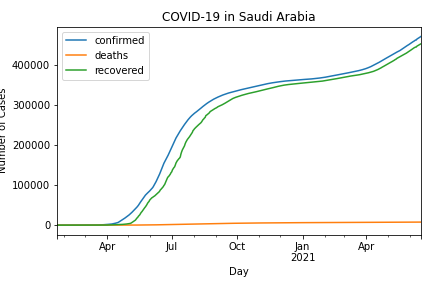 COVID-19 in Saudi Arabia
confirmed
deaths
recovered
400000
300000
200000
100000
0
Number of Cases
Apr
Jul
Oct
Jan
2021
Apr
Day